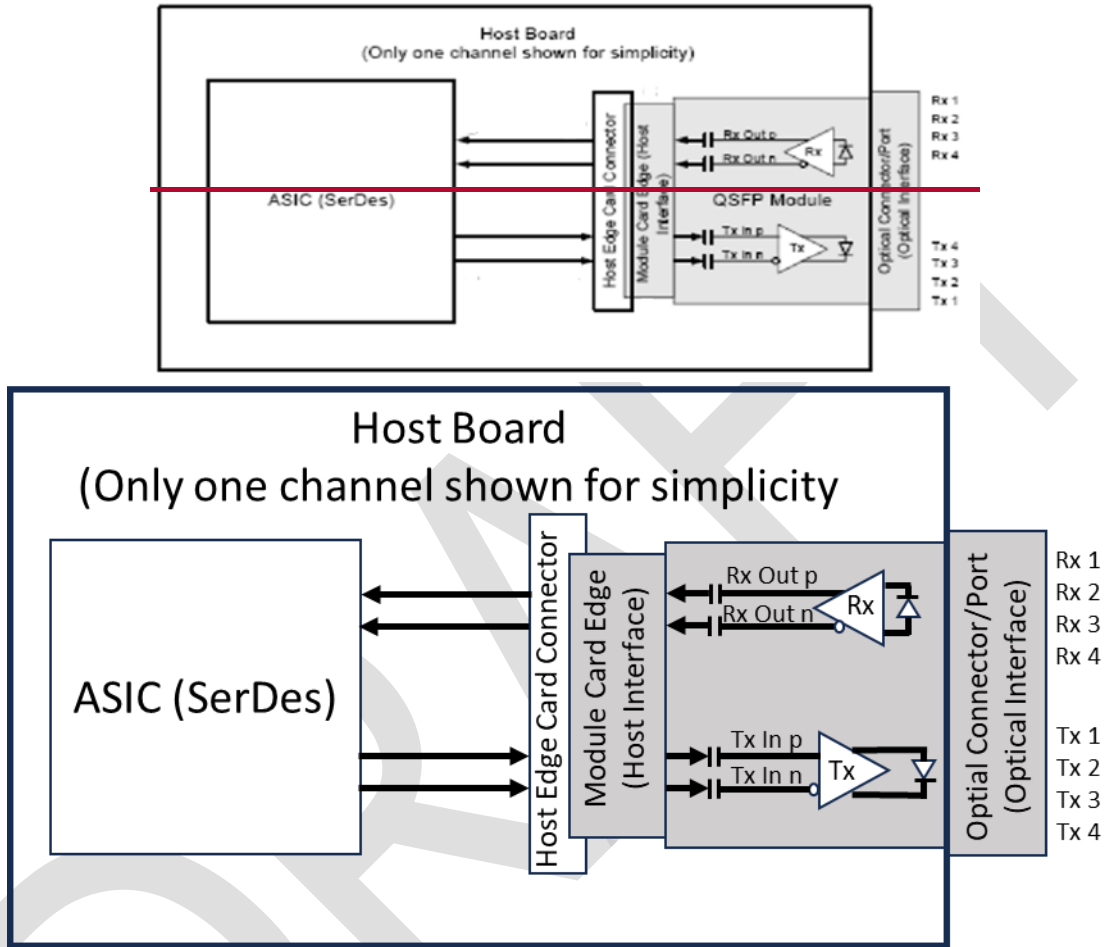 Host Board
(Only one channel shown for simplicity)
ASIC (SerDes)
Host Edge Card Connector
Module Card Edge (Host
Interface)
Rx Out p
Rx Out n
Rx
QSFP Module
Tx In p
Tx In n
Tx
Optical Connector/Port
(Optical Interface)
Rx 1
Rx 2
Rx 3
Rx 4
Tx 4
Tx 3
Tx 2
Tx 1
Host Board
(Only one channel shown for simplicity
ASIC (SerDes)
Host Edge Card Connector
Module Card Edge
(Host Interface)
Rx Out p
Rx Out n
Rx
Tx In p
Tx In n
Tx
Optial Connector/Port
(Optical Interface)
Rx 1
Rx 2
Rx 3
Rx 4
Tx 1
Tx 2
Tx 3
Tx 4
DRAFT